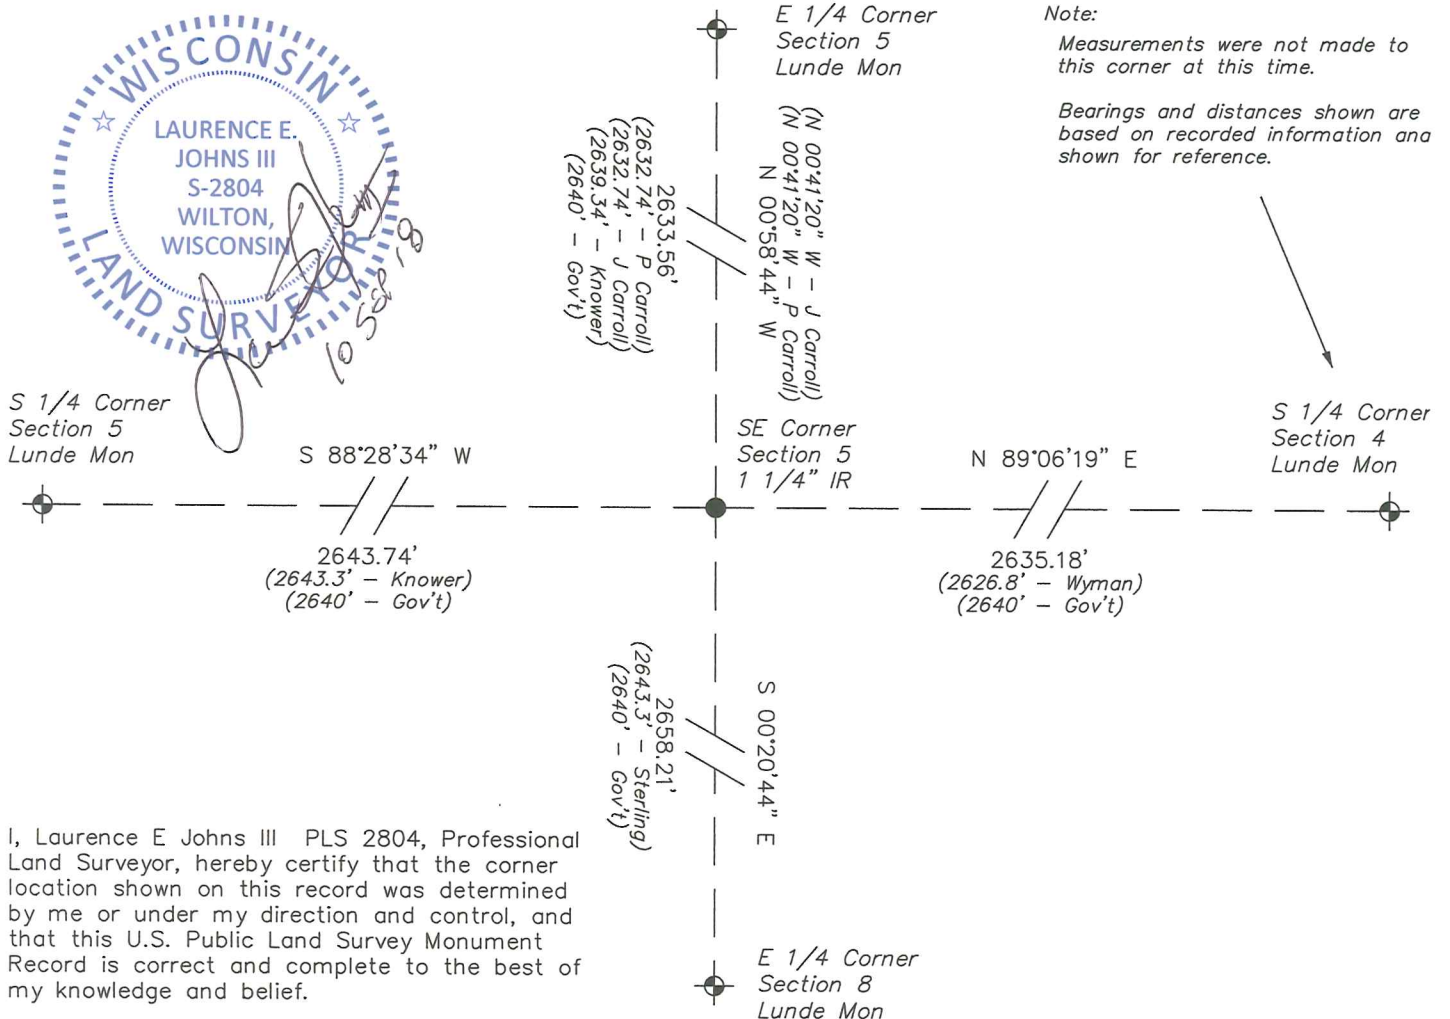 WISCONSIN
LAURENCE E.
JOHNS III
S-2804
WILTON,
WISCONSIN
LAND SURVEYOR
10 SEP 18
E 1/4 Corner
Section 5
Lunde Mon
Note:
Measurements were not made to
this corner at this time.
Bearings and distances shown are
based on recorded information and
shown for reference.
(N 00°41'20" W – J Carroll)
(N 00°41'20" W – P Carroll)
N 00°58'44" W
2633.56'
(2632.74' – P Carroll)
(2632.74' – J Carroll)
(2639.34' – Knower)
(2640' – Gov't)
S 1/4 Corner
Section 5
Lunde Mon
S 88°28'34" W
2643.74'
(2643.3' – Knower)
(2640' – Gov't)
SE Corner
Section 5
1 1/4" IR
N 89°06'19" E
2635.18'
(2626.8' – Wyman)
(2640' – Gov't)
S 1/4 Corner
Section 4
Lunde Mon
S 00°20'44" E
2658.21'
(2643.3' – Sterling)
(2640' – Gov't)
E 1/4 Corner
Section 8
Lunde Mon
I, Laurence E Johns III PLS 2804, Professional
Land Surveyor, hereby certify that the corner
location shown on this record was determined
by me or under my direction and control, and
that this U.S. Public Land Survey Monument
Record is correct and complete to the best of
my knowledge and belief.